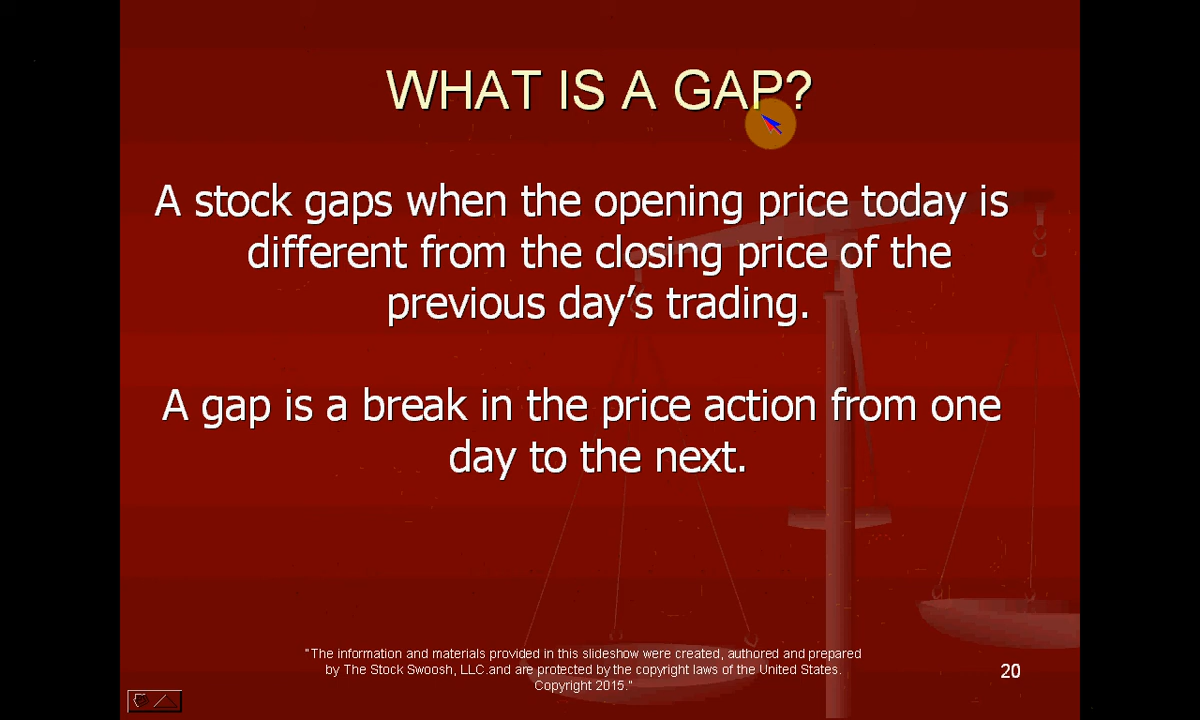 WHAT IS A GAP?
A stock gaps when the opening price today is
different from the closing price of the
previous day’s trading.
A gap is a break in the price action from one
day to the next.
"The information and materials provided in this slideshow were created, authored and prepared
by The Stock Swoosh, LLC.and are protected by the copyright laws of the United States.
Copyright 2015."
20